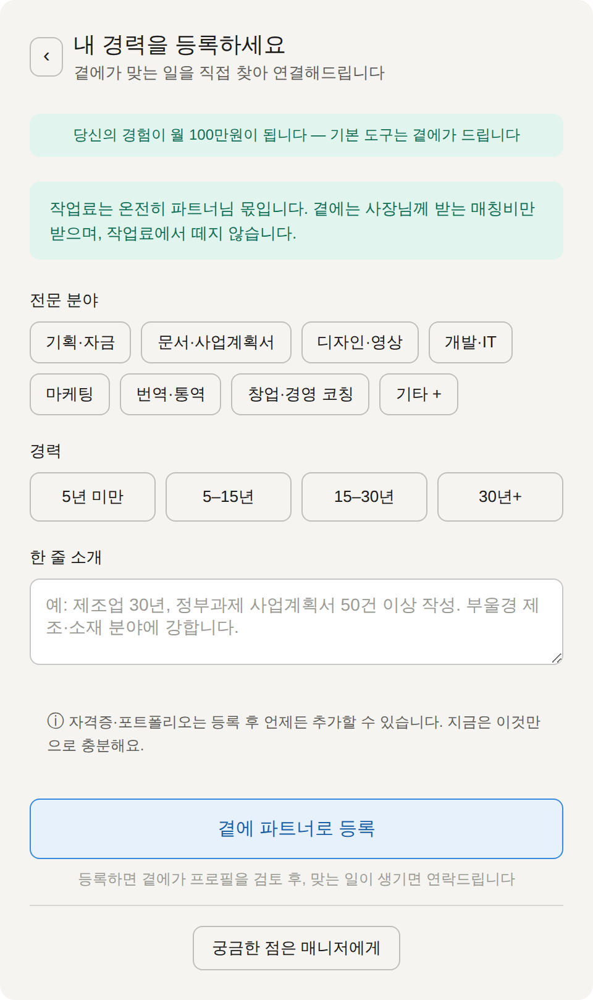 ‹
내 경력을 등록하세요
곁에가 맞는 일을 직접 찾아 연결해드립니다
당신의 경험이 월 100만원이 됩니다 — 기본 도구는 곁에가 드립니다
작업료는 온전히 파트너님 몫입니다. 곁에는 사장님께 받는 매칭비만
받으며, 작업료에서 떼지 않습니다.
전문 분야
기획·자금 문서·사업계획서 디자인·영상 개발·IT
마케팅 번역·통역 창업·경영 코칭 기타 +
경력
5년 미만 5–15년 15–30년 30년+
한 줄 소개
예: 제조업 30년, 정부과제 사업계획서 50건 이상 작성. 부울경 제
조·소재 분야에 강합니다.
ⓘ 자격증·포트폴리오는 등록 후 언제든 추가할 수 있습니다. 지금은 이것만
으로 충분해요.
곁에 파트너로 등록
등록하면 곁에가 프로필을 검토 후, 맞는 일이 생기면 연락드립니다
궁금한 점은 매니저에게